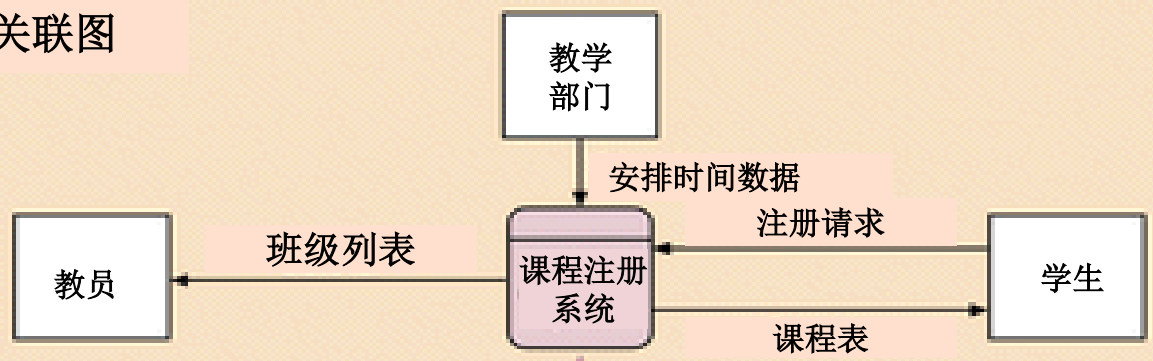 关联图
教学
部门
安排时间数据
注册请求
班级列表
教员
课程注册
系统
学生
课程表